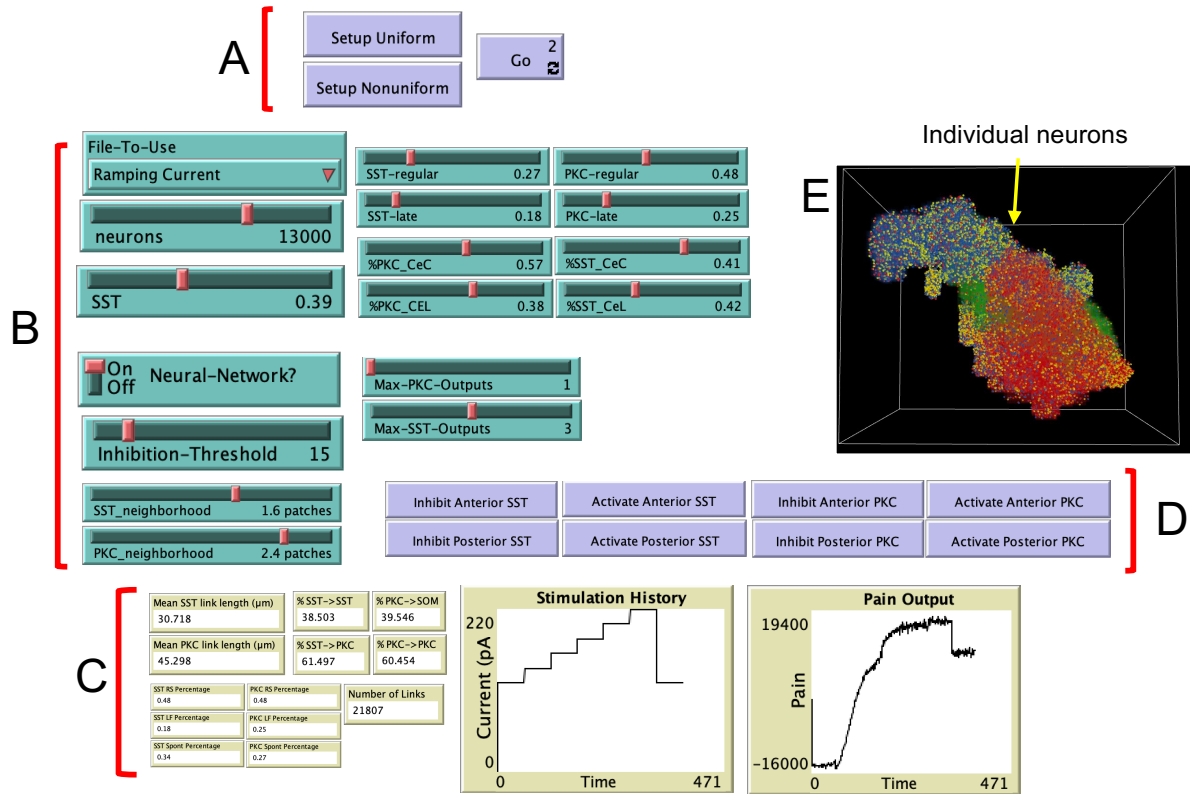 A
Setup Uniform
Setup Nonuniform
Go
2
B
File-To-Use
Ramping Current
neurons 13000
SST 0.39
SST-regular 0.27
PKC-regular 0.48
SST-late 0.18
PKC-late 0.25
%PKC_CeC 0.57
%SST_CeC 0.41
%PKC_CEL 0.38
%SST_CeL 0.42
On
Off
Neural-Network?
Inhibition-Threshold 15
Max-PKC-Outputs 1
Max-SST-Outputs 3
SST_neighborhood 1.6 patches
PKC_neighborhood 2.4 patches
E
Individual neurons
D
Inhibit Anterior SST
Activate Anterior SST
Inhibit Anterior PKC
Activate Anterior PKC
Inhibit Posterior SST
Activate Posterior SST
Inhibit Posterior PKC
Activate Posterior PKC
C
Mean SST link length (µm)
30.718
% SST->SST
38.503
% PKC->SOM
39.546
Mean PKC link length (µm)
45.298
% SST->PKC
61.497
% PKC->PKC
60.454
SST RS Percentage
0.48
PKC RS Percentage
0.48
Number of Links
21807
SST LF Percentage
0.18
PKC LF Percentage
0.25
SST Spont Percentage
0.34
PKC Spont Percentage
0.27
Stimulation History
220
Current (pA
0
0 Time 471
Pain Output
19400
Pain
-16000
0 Time 471